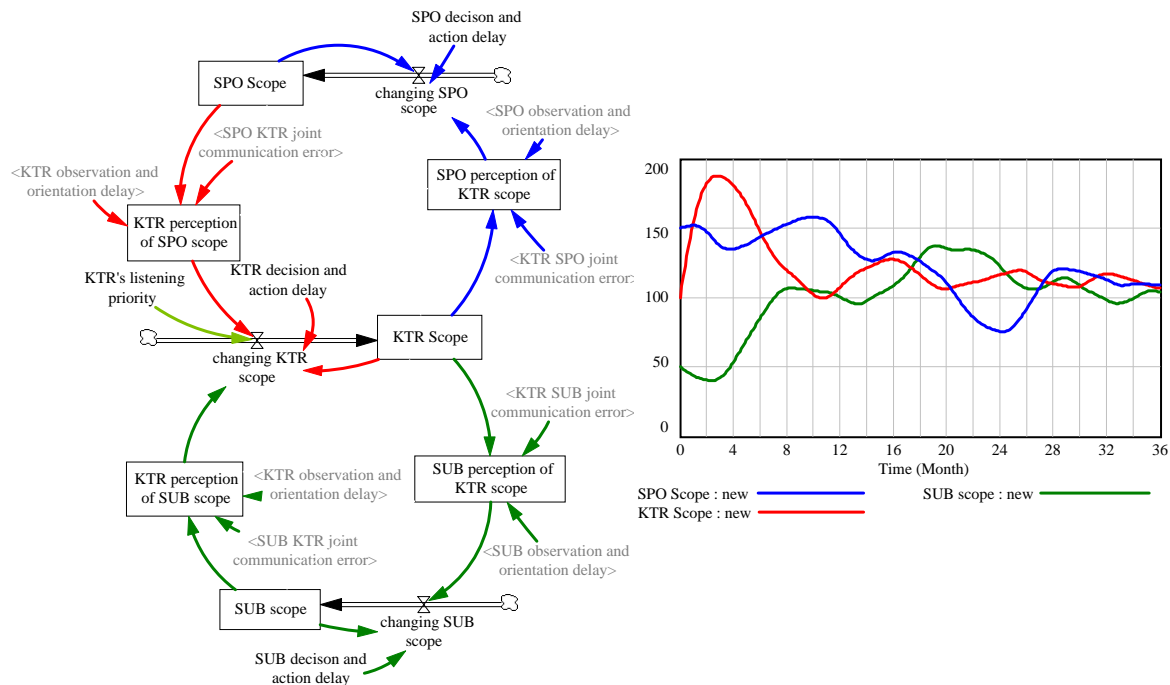 SPO decison and
action delay
SPO Scope
changing SPO
scope
<SPO KTR joint
communication error>
<SPO observation and
orientation delay>
<KTR observation and
orientation delay>
SPO perception of
KTR scope
KTR perception
of SPO scope
<KTR SPO joint
communication error>
KTR's listening
priority
KTR decision and
action delay
KTR Scope
changing KTR
scope
<KTR SUB joint
communication error>
KTR perception
of SUB scope
<KTR observation and
orientation delay>
SUB perception of
KTR scope
<SUB KTR joint
communication error>
<SUB observation and
orientation delay>
SUB scope
changing SUB
scope
SUB decison and
action delay
200
150
100
50
0
0 4 8 12 16 20 24 28 32 36
Time (Month)
SPO Scope : new
KTR Scope : new
SUB scope : new